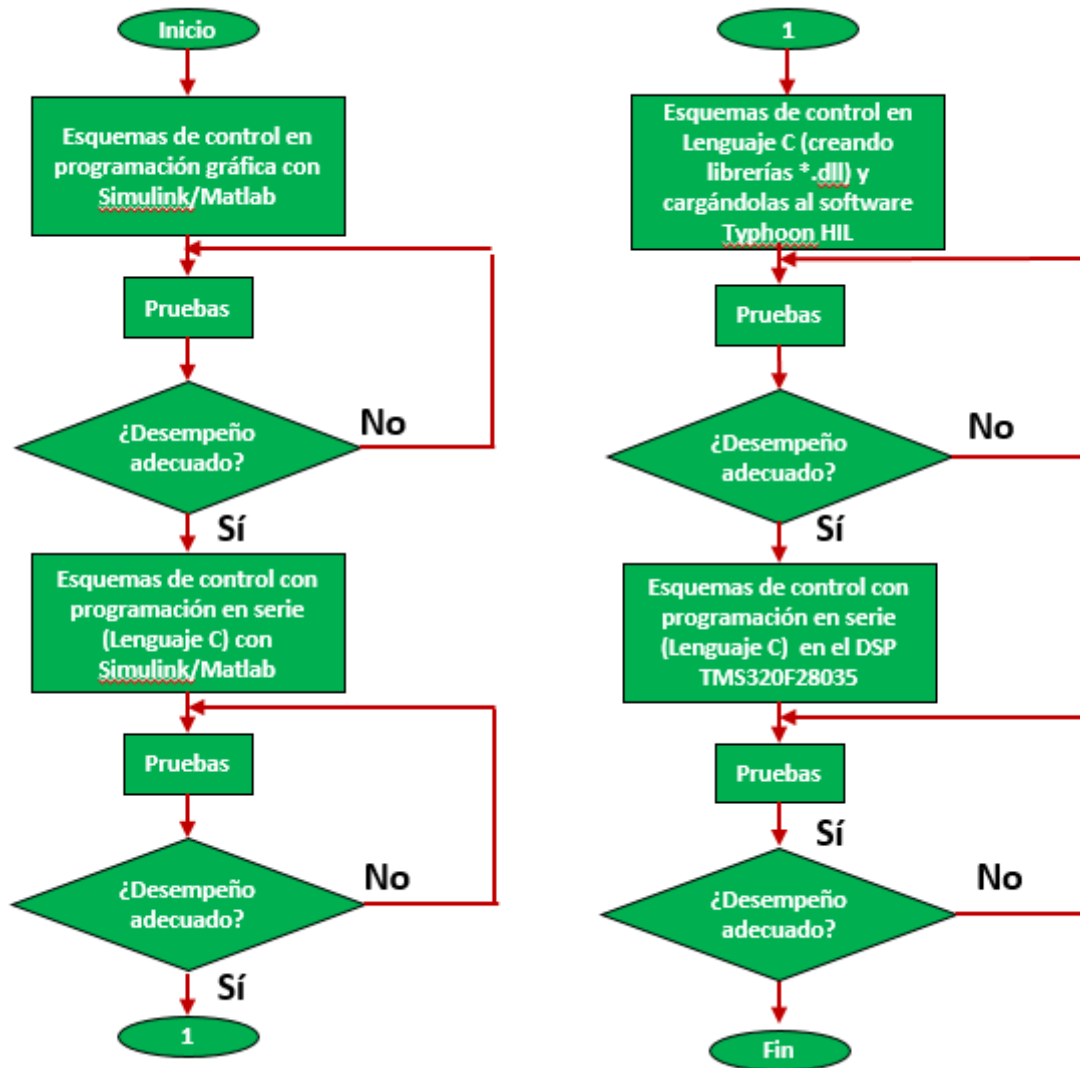 Inicio
Esquemas de control en
programación gráfica con
Simulink/Matlab
Pruebas
¿Desempeño
adecuado?
No
Sí
Esquemas de control con
programación en serie
(Lenguaje C) con
Simulink/Matlab
Pruebas
¿Desempeño
adecuado?
No
Sí
1
1
Esquemas de control en
Lenguaje C (creando
librerías *.dll) y
cargándolas al software
Typhoon HIL
Pruebas
¿Desempeño
adecuado?
No
Sí
Esquemas de control con
programación en serie
(Lenguaje C) en el DSP
TMS320F28035
Pruebas
Sí
¿Desempeño
adecuado?
No
Fin